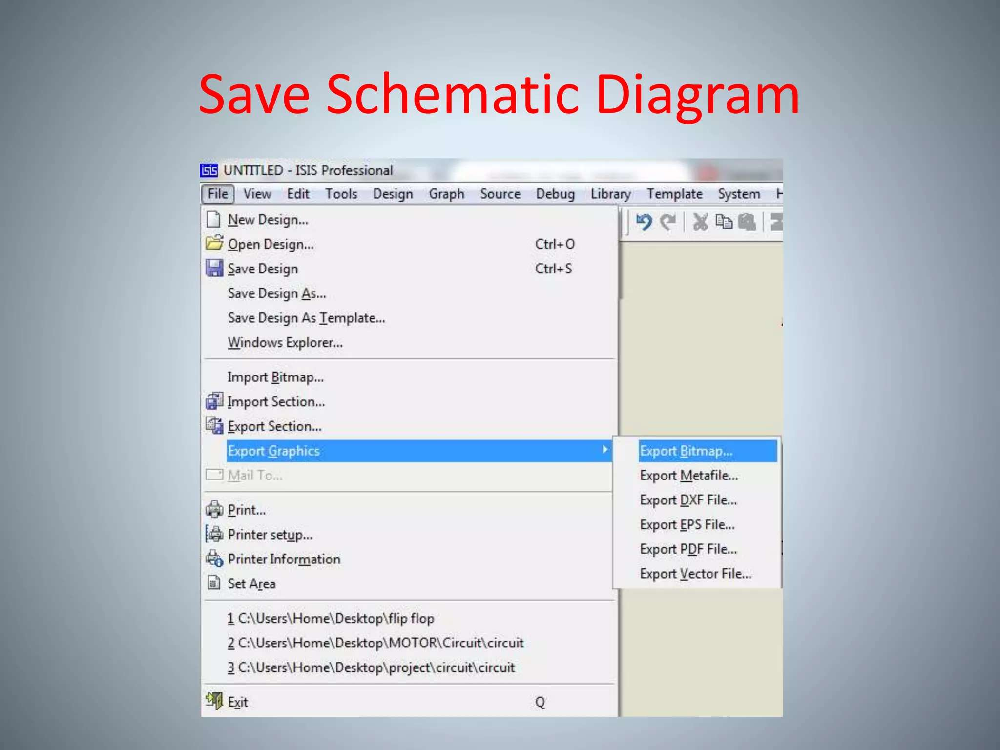 Save Schematic Diagram
isis UNTITLED - ISIS Professional
File View Edit Tools Design Graph Source Debug Library Template System
New Design...
Open Design... Ctrl+O
Save Design Ctrl+S
Save Design As...
Save Design As Template...
Windows Explorer...
Import Bitmap...
Import Section...
Export Section...
Export Graphics
Mail To...
Export Bitmap...
Export Metafile...
Export DXF File...
Export EPS File...
Export PDF File...
Export Vector File...
Print...
Printer setup...
Printer Information
Set Area
1 C:\Users\Home\Desktop\flip flop
2 C:\Users\Home\Desktop\MOTOR\Circuit\circuit
3 C:\Users\Home\Desktop\project\circuit\circuit
Exit Q